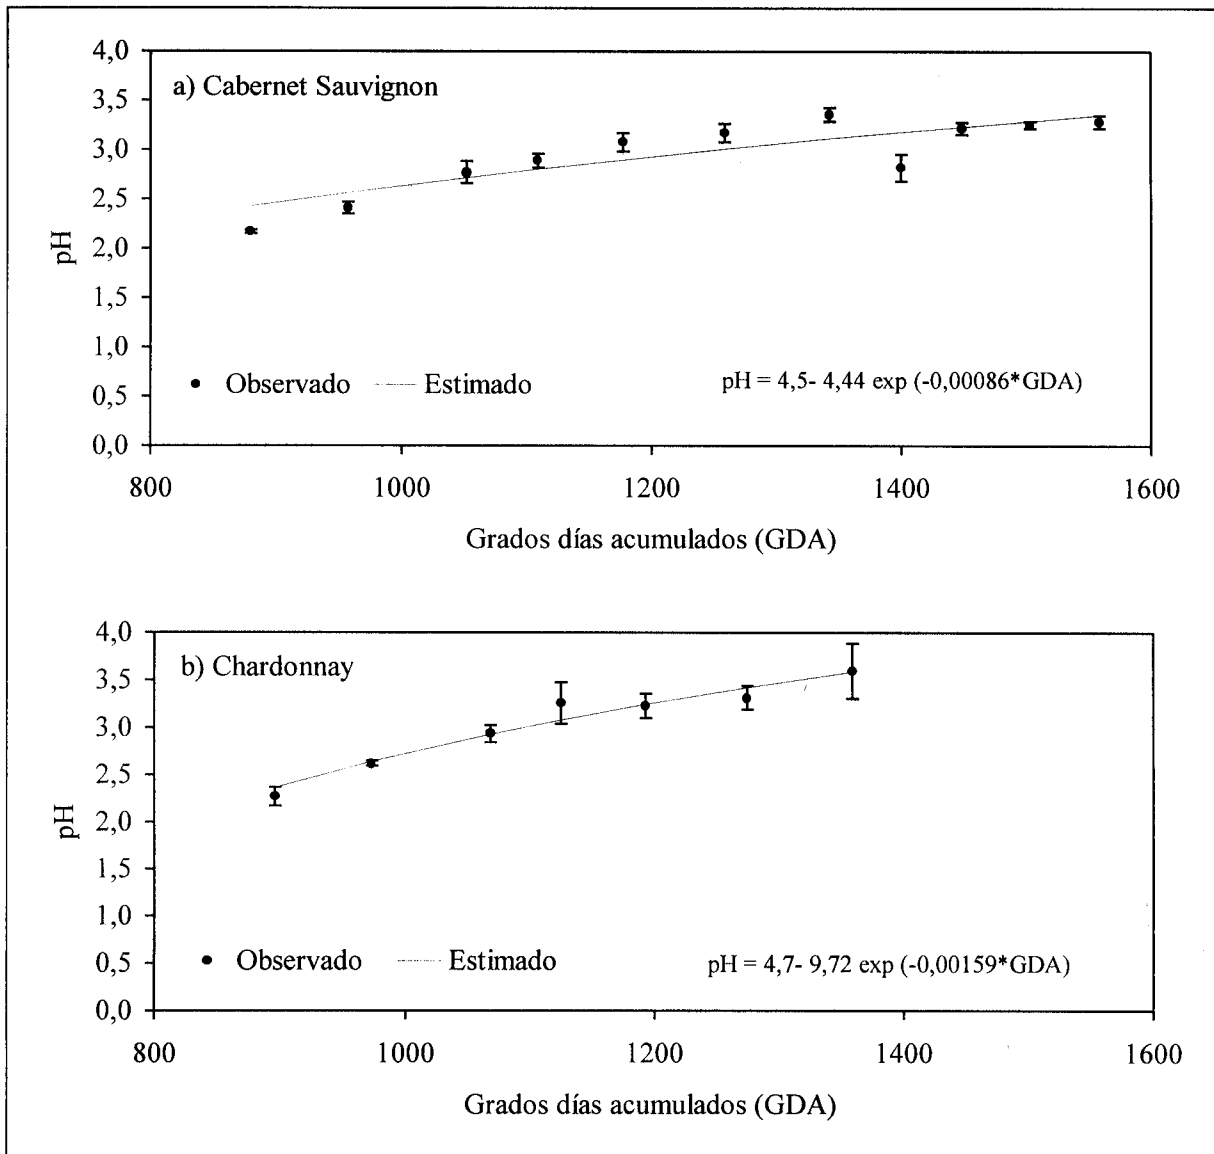 4,0
a) Cabernet Sauvignon
3,5
3,0
2,5
pH
2,0
1,5
1,0
Observado Estimado pH = 4,5- 4,44 exp (-0,00086*GDA)
0,5
0,0
800 1000 1200 1400 1600
Grados días acumulados (GDA)
4,0
b) Chardonnay
3,5
3,0
2,5
pH
2,0
1,5
1,0
Observado Estimado pH = 4,7- 9,72 exp (-0,00159*GDA)
0,5
0,0
800 1000 1200 1400 1600
Grados días acumulados (GDA)